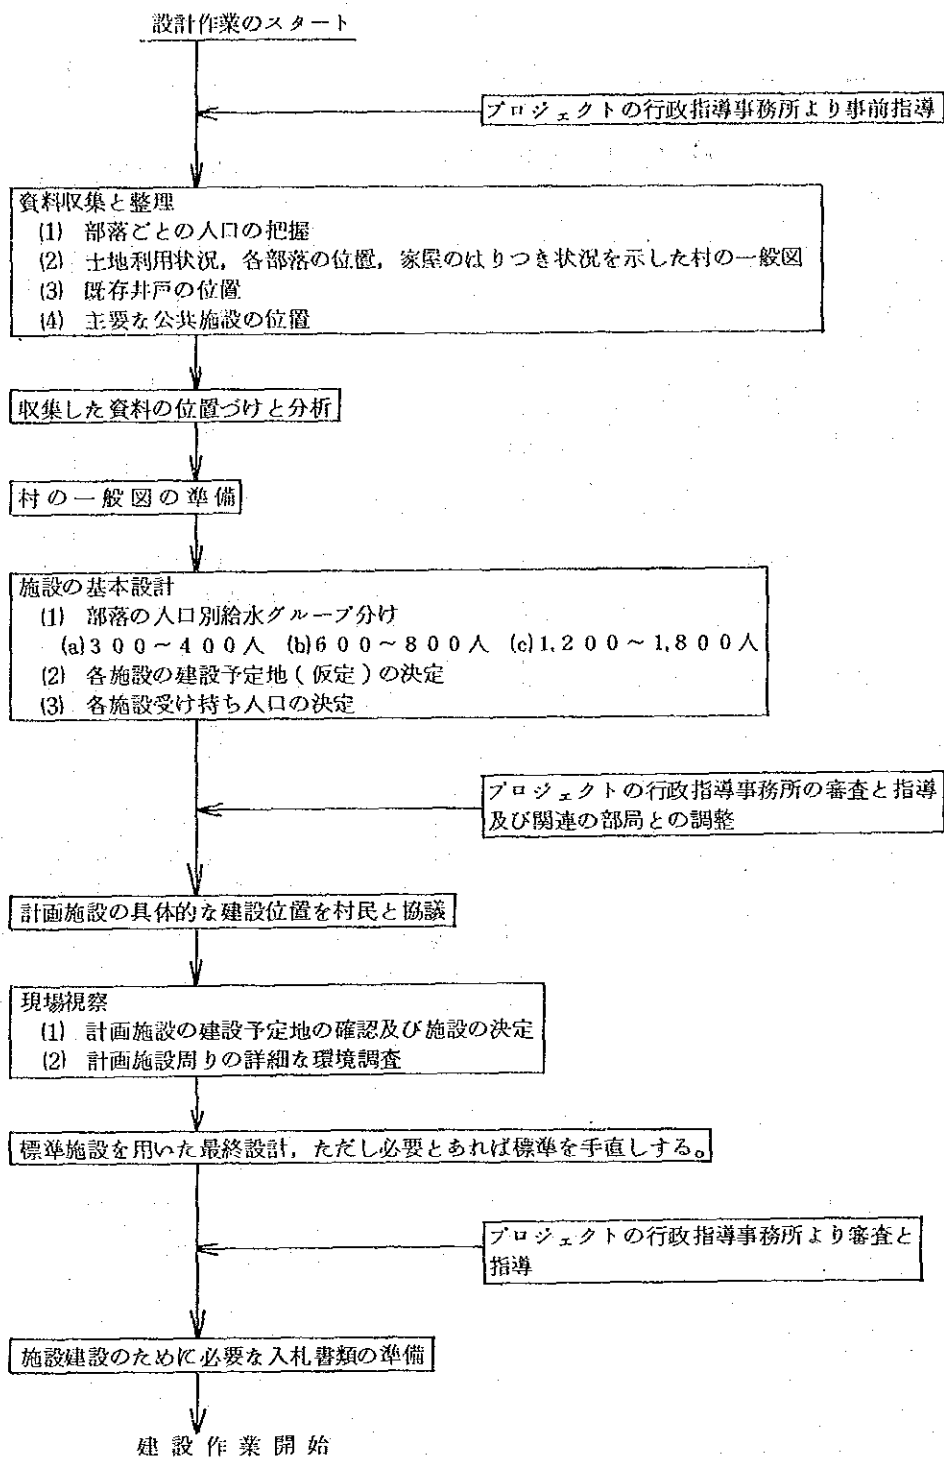 設計作業のスタート
プロジェクトの行政指導事務所より事前指導
資料収集と整理
(1) 部落ごとの人口の把握
(2) 土地利用状況，各部落の位置，家屋のはりつき状況を示した村の一般図
(3) 既存井戸の位置
(4) 主要な公共施設の位置
収集した資料の位置づけと分析
村の一般図の準備
施設の基本設計
(1) 部落の人口別給水グループ分け
(a)300～400人 (b)600～800人 (c)1,200～1,800人
(2) 各施設の建設予定地(仮定)の決定
(3) 各施設受け持ち人口の決定
プロジェクトの行政指導事務所の審査と指導
及び関連の部局との調整
計画施設の具体的な建設位置を村民と協議
現場視察
(1) 計画施設の建設予定地の確認及び施設の決定
(2) 計画施設周りの詳細な環境調査
標準施設を用いた最終設計，ただし必要とあれば標準を手直しする。
プロジェクトの行政指導事務所より審査と
指導
施設建設のために必要な入札書類の準備
建設作業開始